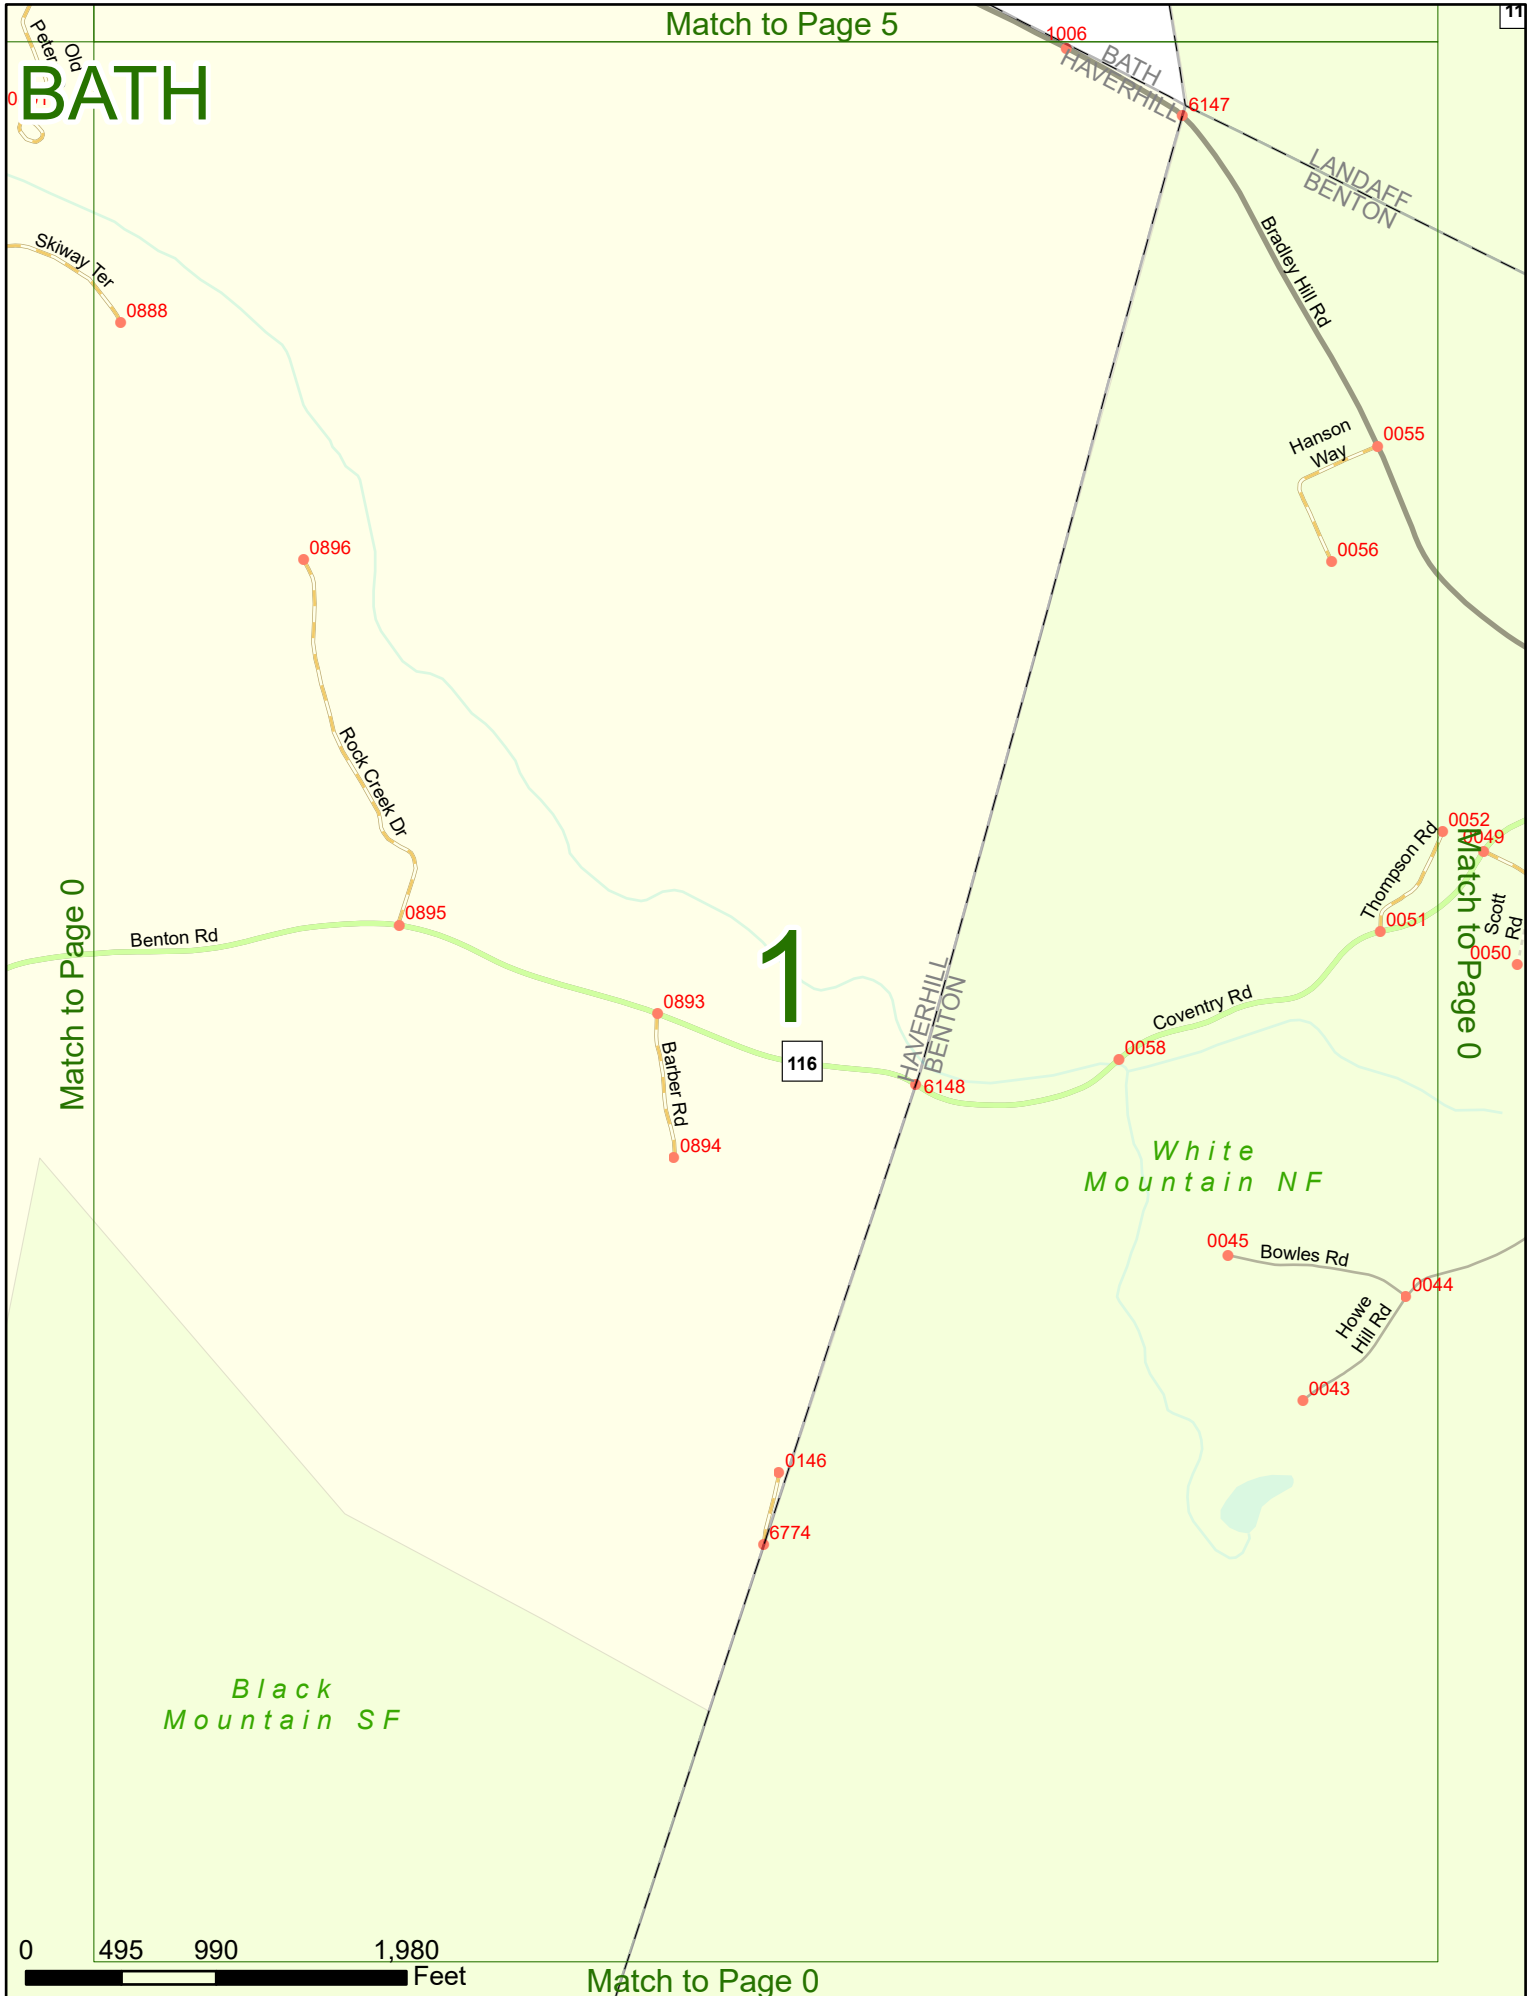 Match to Page 5
11
Peter
Old
1006
BATH
HAVERHILL
BATH
0
6147
LANDAFF
BENTON
Skiway Ter
Bradley Hill Rd
0888
Hanson
Way
0055
0896
0056
Rock Creek Dr
0052
0049
Thompson Rd
Match to Page 0
Match to Page 0
0895
Scott
Rd
0051
Benton Rd
1
0050
HAVERHILL
BENTON
0893
Coventry Rd
Barber Rd
116
0058
6148
0894
White
Mountain NF
0045
Bowles Rd
0044
Howe
Hill Rd
0043
0146
6774
Black
Mountain SF
0
495
990
1,980
Feet
Match to Page 0